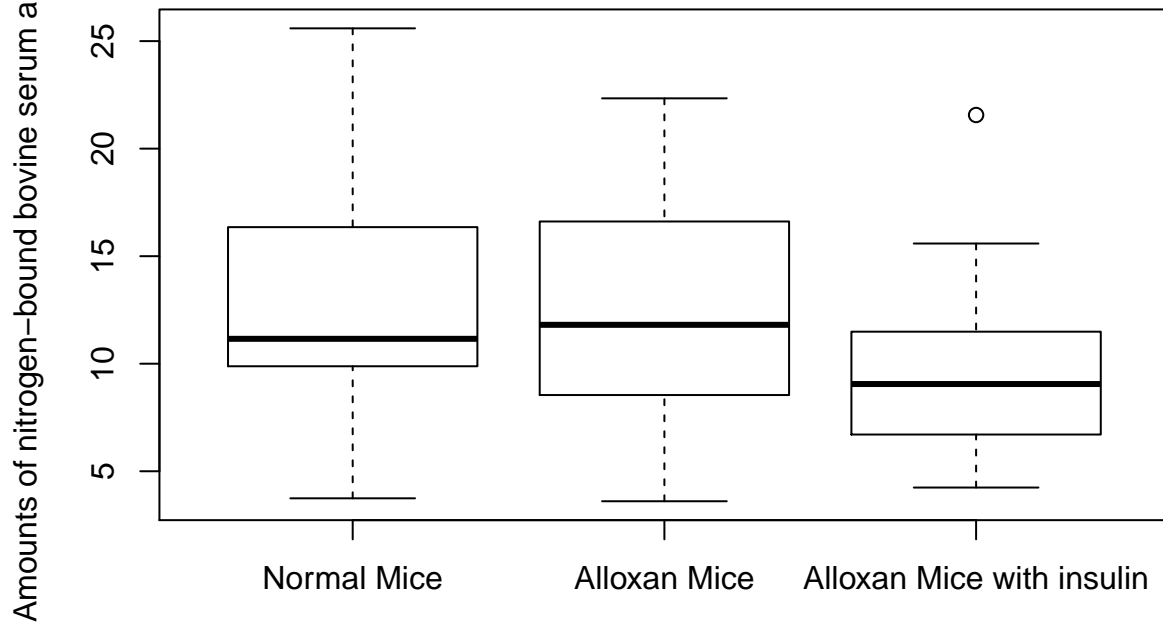 Amounts of nitrogen−bound bovine serum a
25
20
15
10
5
Normal Mice
Alloxan Mice
Alloxan Mice with insulin